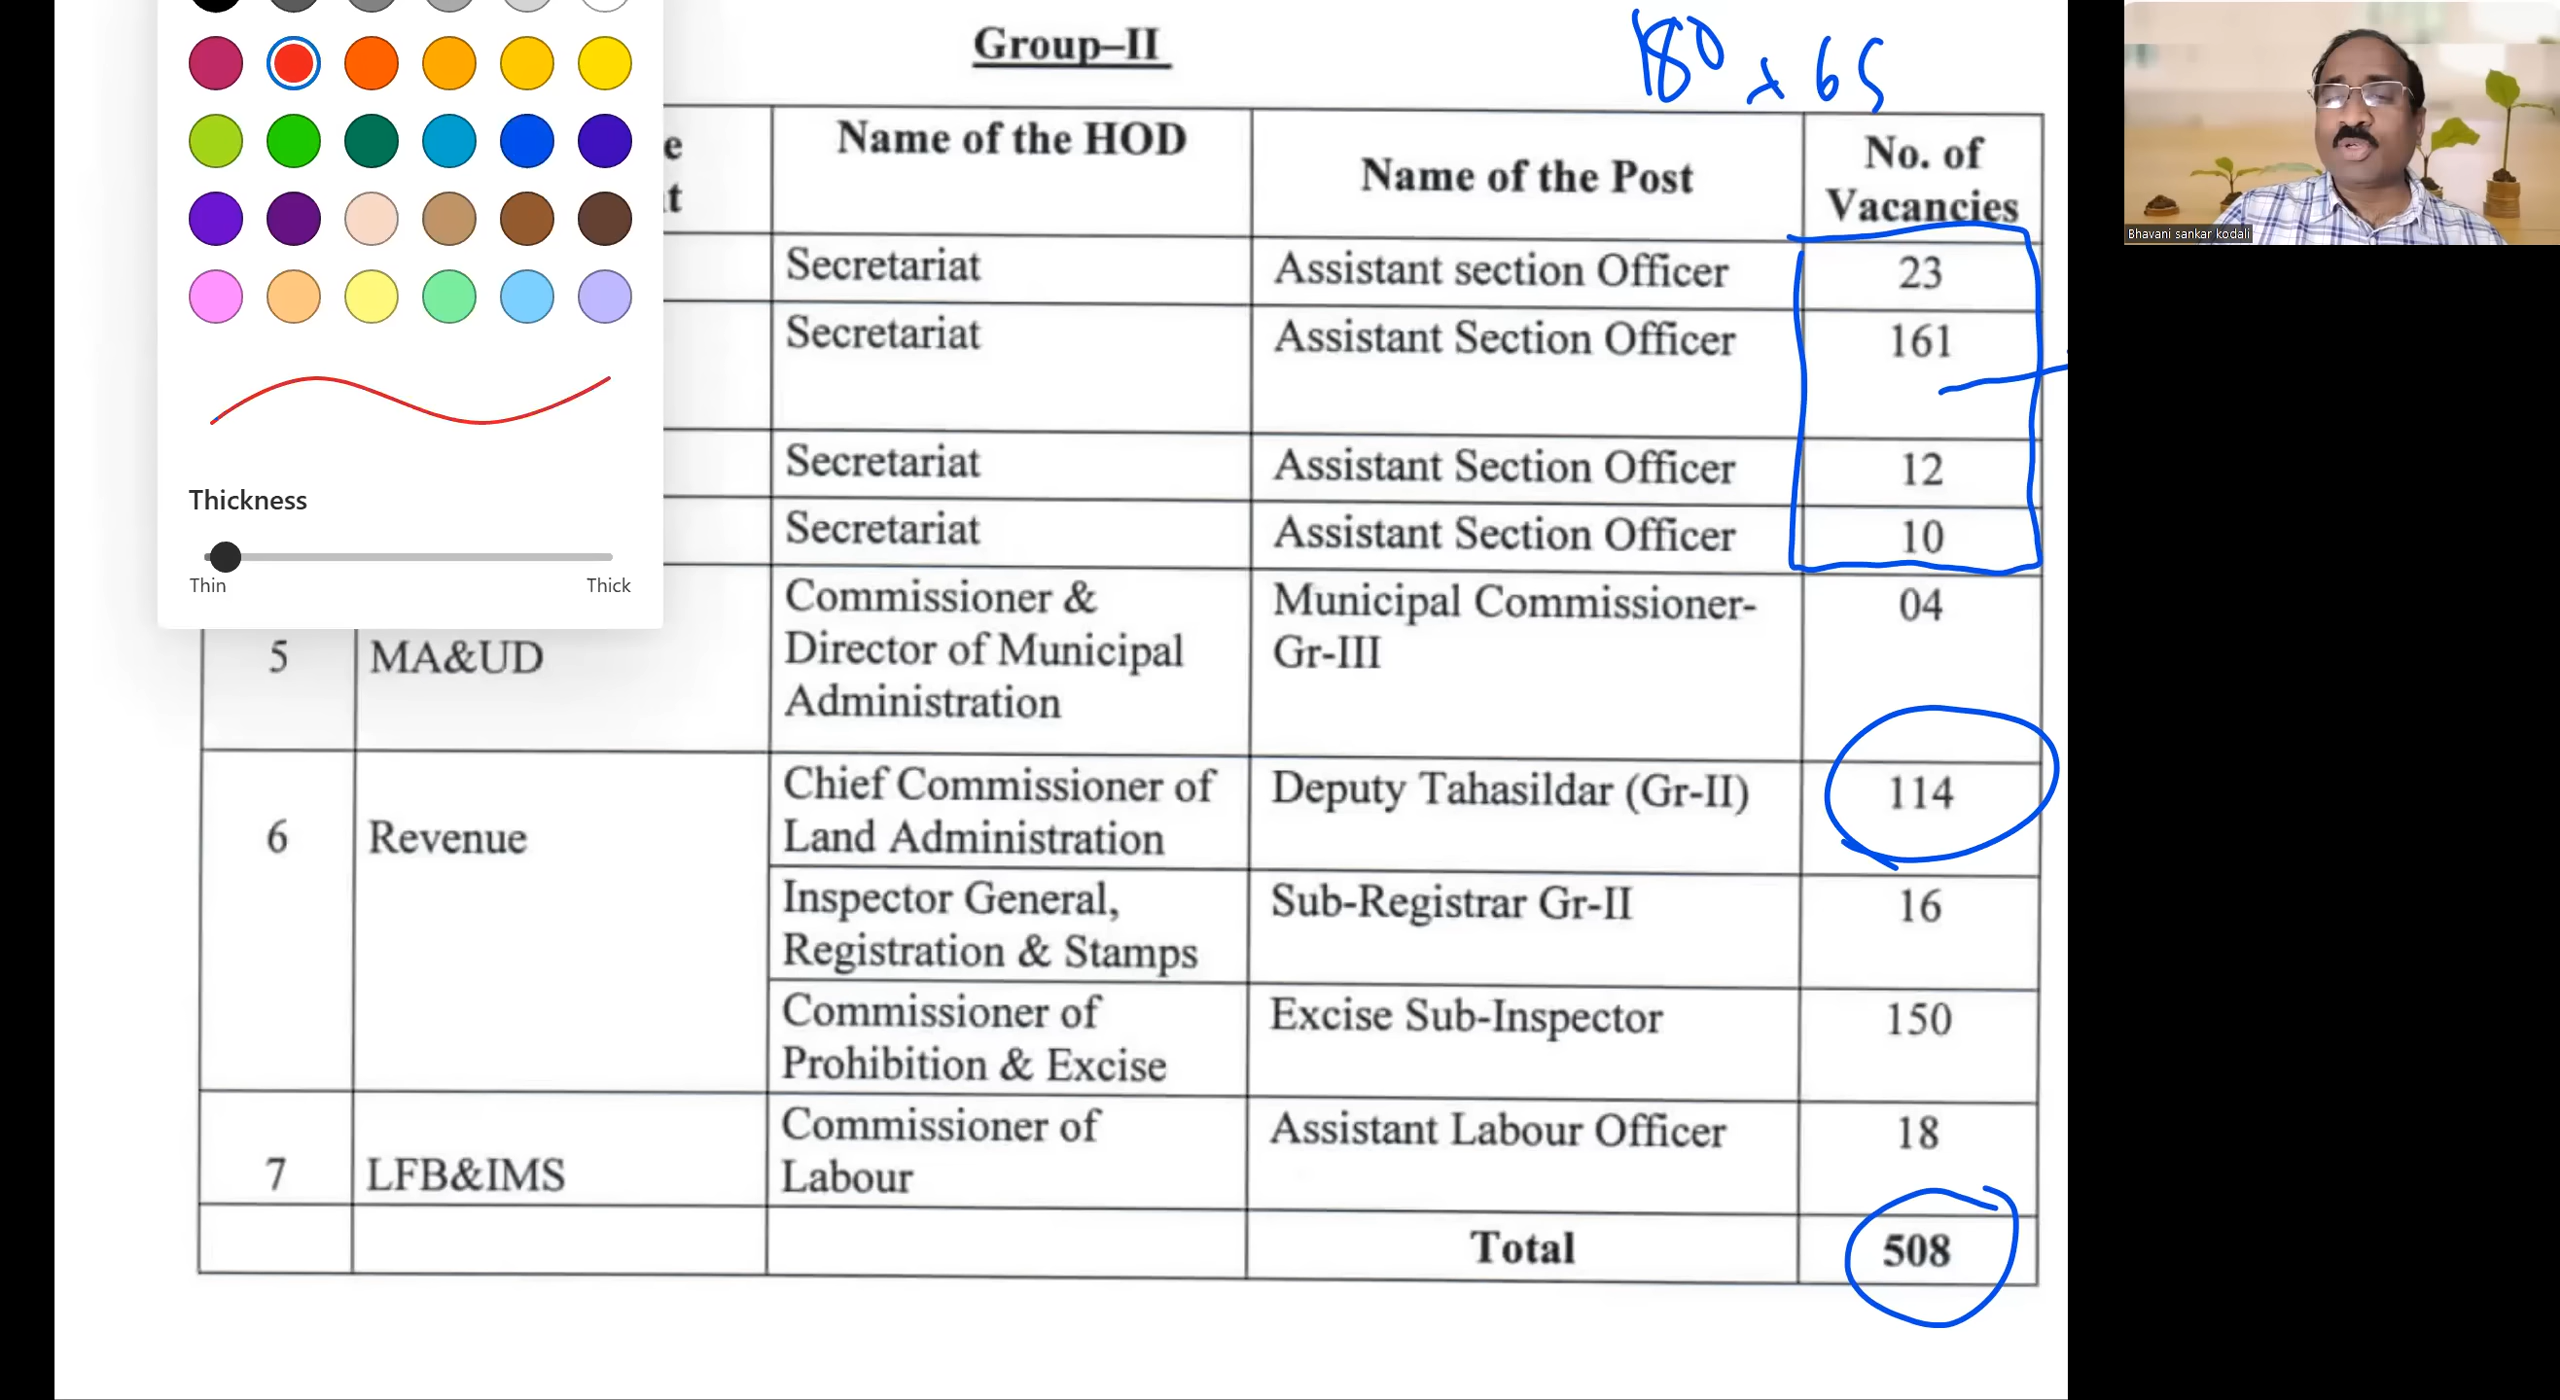 Group–II
180 x 65
e
t
Name of the HOD
Name of the Post
No. of
Vacancies
Secretariat
Assistant section Officer
23
Secretariat
Assistant Section Officer
161
Secretariat
Assistant Section Officer
12
Secretariat
Assistant Section Officer
10
5
MA&UD
Commissioner &
Director of Municipal
Administration
Municipal Commissioner-
Gr-III
04
6
Revenue
Chief Commissioner of
Land Administration
Deputy Tahasildar (Gr-II)
114
Inspector General,
Registration & Stamps
Sub-Registrar Gr-II
16
Commissioner of
Prohibition & Excise
Excise Sub-Inspector
150
7
LFB&IMS
Commissioner of
Labour
Assistant Labour Officer
18
Total
508
Thickness
Thin
Thick
Bhavani sankar kodali